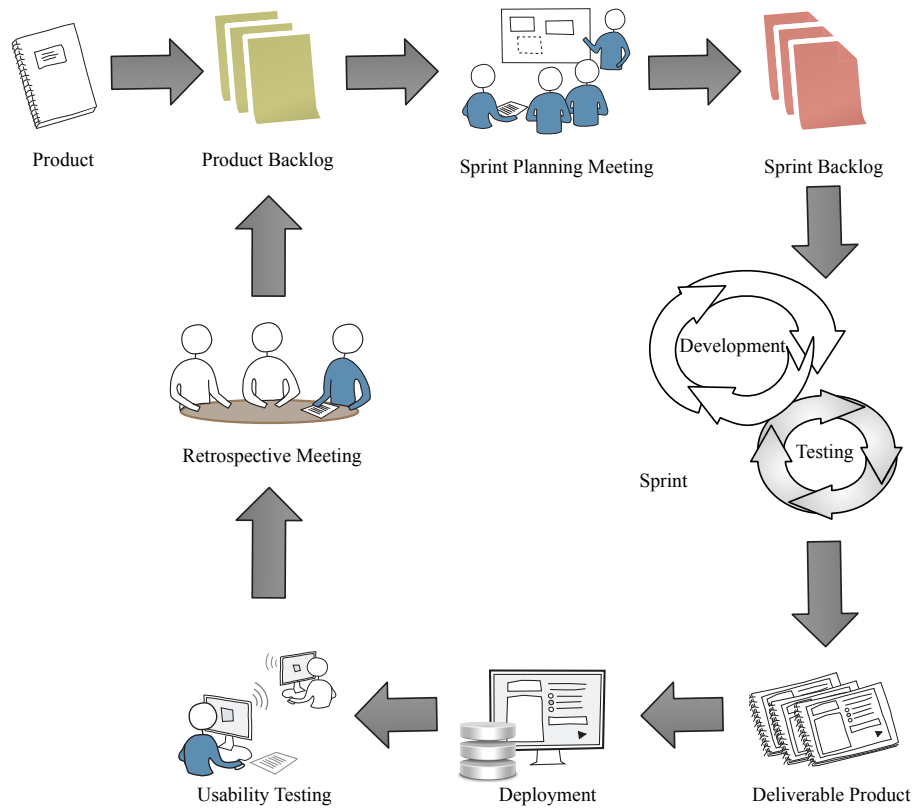 Product
Product Backlog
Sprint Planning Meeting
Sprint Backlog
Development
Testing
Sprint
Retrospective Meeting
Usability Testing
Deployment
Deliverable Product